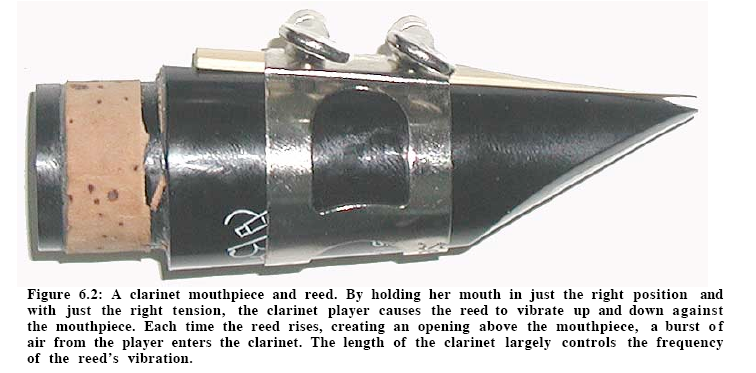 Figure 6.2: A clarinet mouthpiece and reed. By holding her mouth in just the right position and
with just the right tension, the clarinet player causes the reed to vibrate up and down against
the mouthpiece. Each time the reed rises, creating an opening above the mouthpiece, a burst of
air from the player enters the clarinet. The length of the clarinet largely controls the frequency
of the reed's vibration.